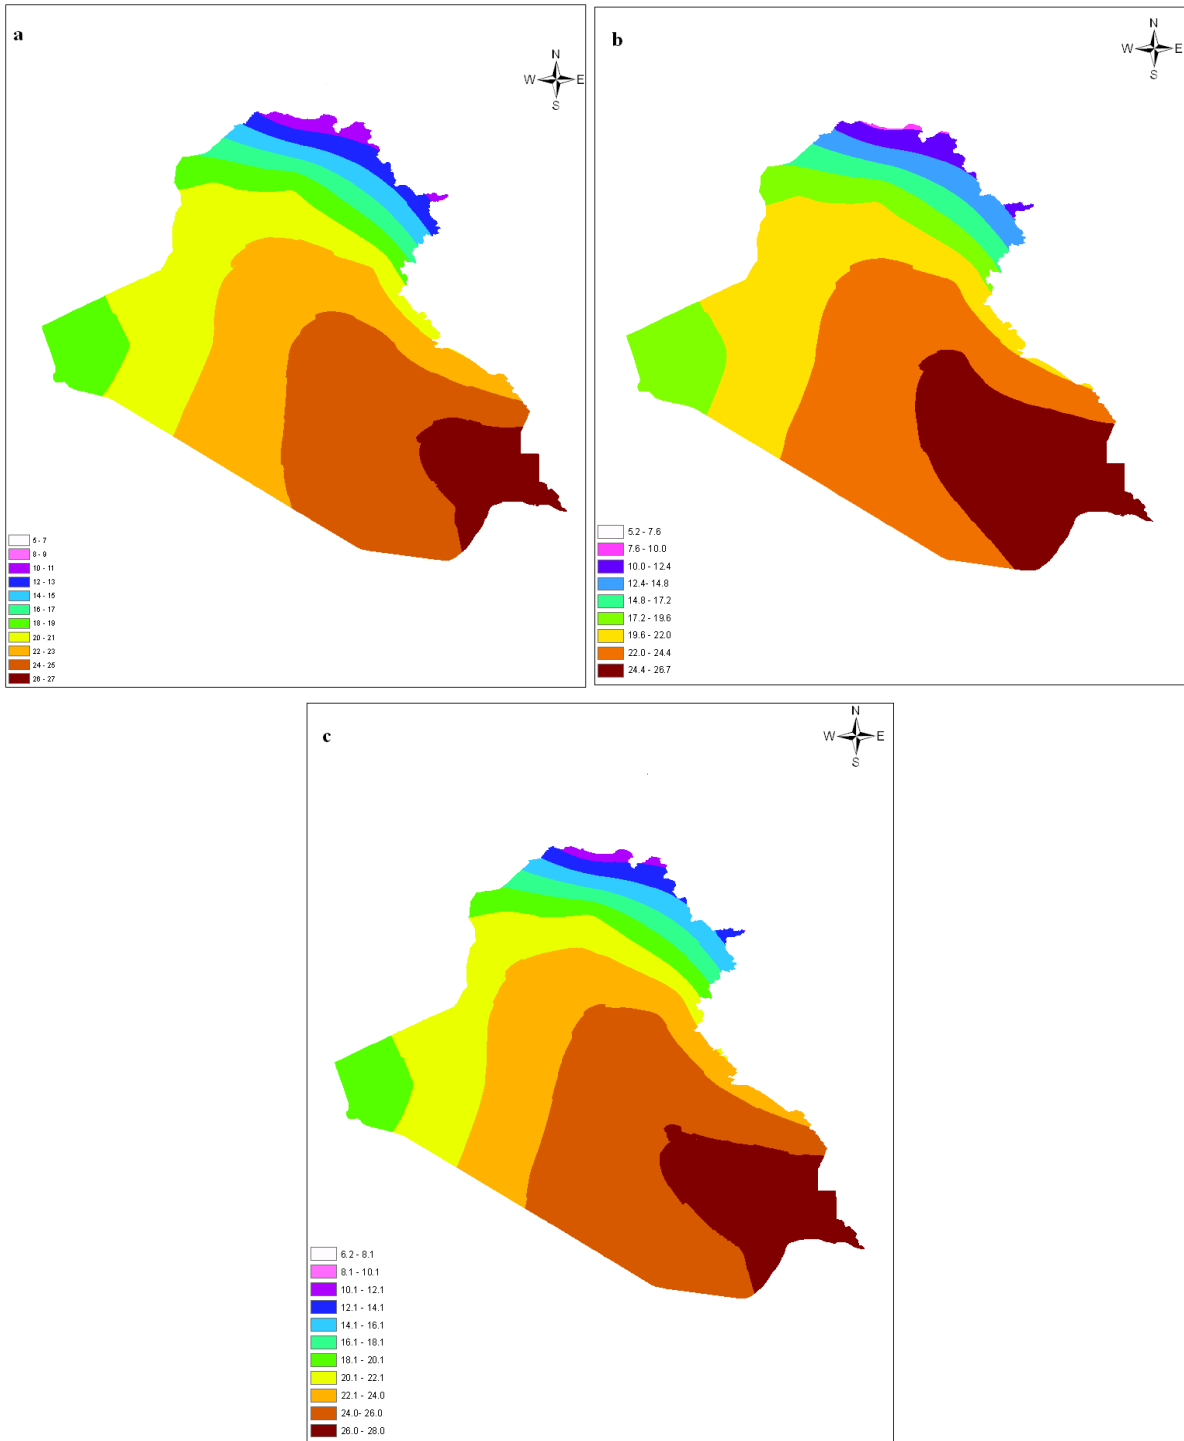 a
N
W E
S
5 - 7
8 - 9
10 - 11
12 - 13
14 - 15
16 - 17
18 - 19
20 - 21
22 - 23
24 - 25
26 - 27
b
N
W E
S
5.2 - 7.6
7.6 - 10.0
10.0 - 12.4
12.4- 14.8
14.8 - 17.2
17.2 - 19.6
19.6 - 22.0
22.0 - 24.4
24.4 - 26.7
c
N
W E
S
6.2 - 8.1
8.1 - 10.1
10.1 - 12.1
12.1 - 14.1
14.1 - 16.1
16.1 - 18.1
18.1 - 20.1
20.1 - 22.1
22.1 - 24.0
24.0- 26.0
26.0 - 28.0